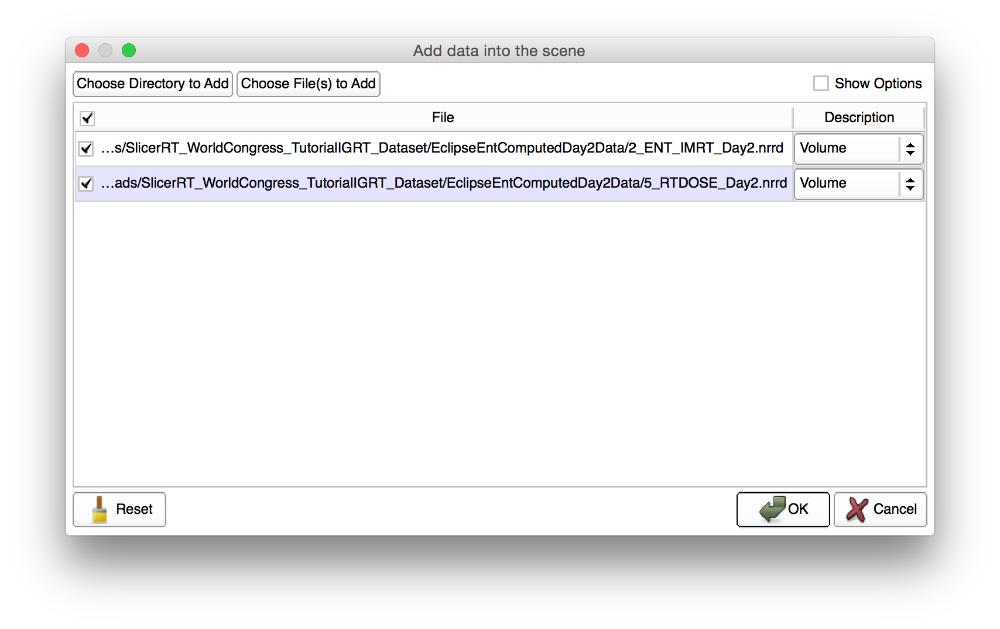 Add data into the scene
Choose Directory to Add Choose File(s) to Add Show Options
File Description
...s/SlicerRT_WorldCongress_TutorialIGRT_Dataset/EclipseEntComputedDay2Data/2_ENT_IMRT_Day2.nrrd Volume
...ads/SlicerRT_WorldCongress_TutorialIGRT_Dataset/EclipseEntComputedDay2Data/5_RTDOSE_Day2.nrrd Volume
Reset OK Cancel